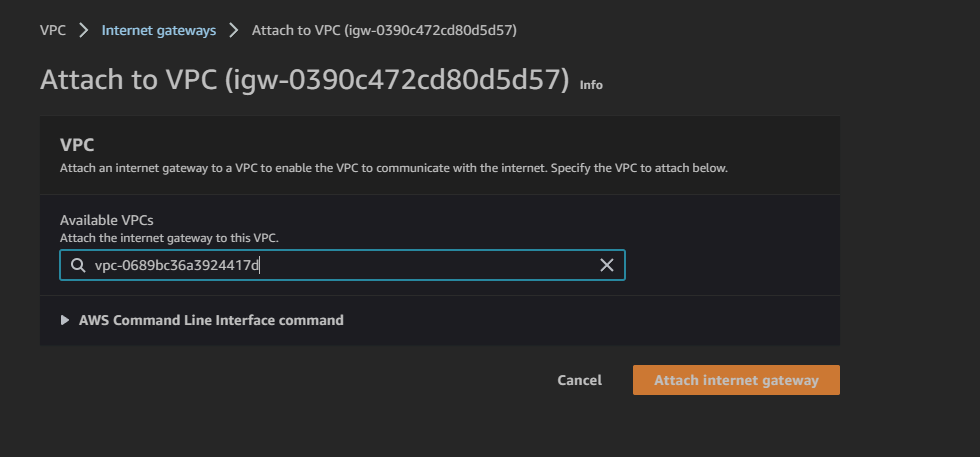 VPC > Internet gateways > Attach to VPC (igw-0390c472cd80d5d57)
Attach to VPC (igw-0390c472cd80d5d57) Info
VPC
Attach an internet gateway to a VPC to enable the VPC to communicate with the internet. Specify the VPC to attach below.
Available VPCs
Attach the internet gateway to this VPC.
vpc-0689bc36a3924417d
AWS Command Line Interface command
Cancel Attach internet gateway